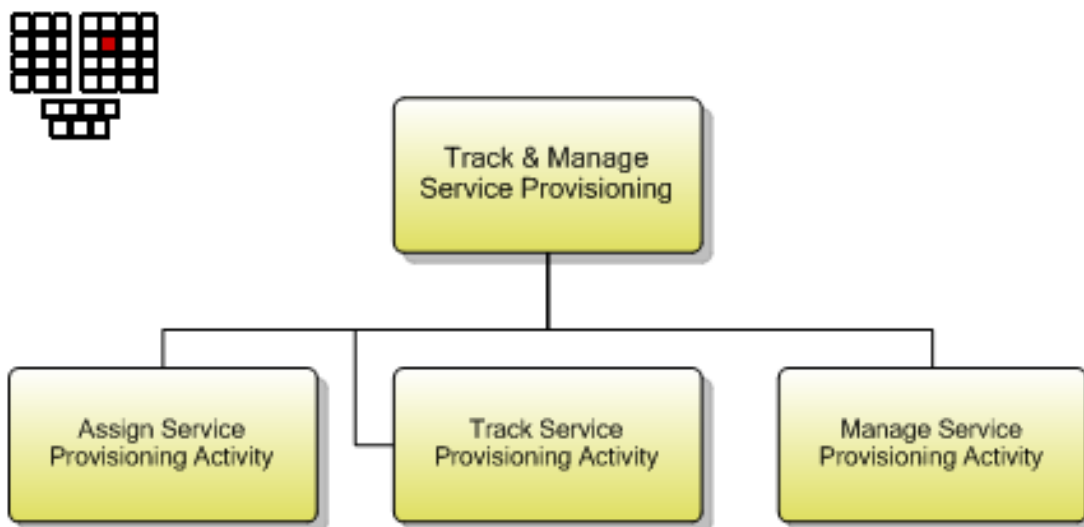 Track & Manage
Service Provisioning
Assign Service
Provisioning Activity
Track Service
Provisioning Activity
Manage Service
Provisioning Activity